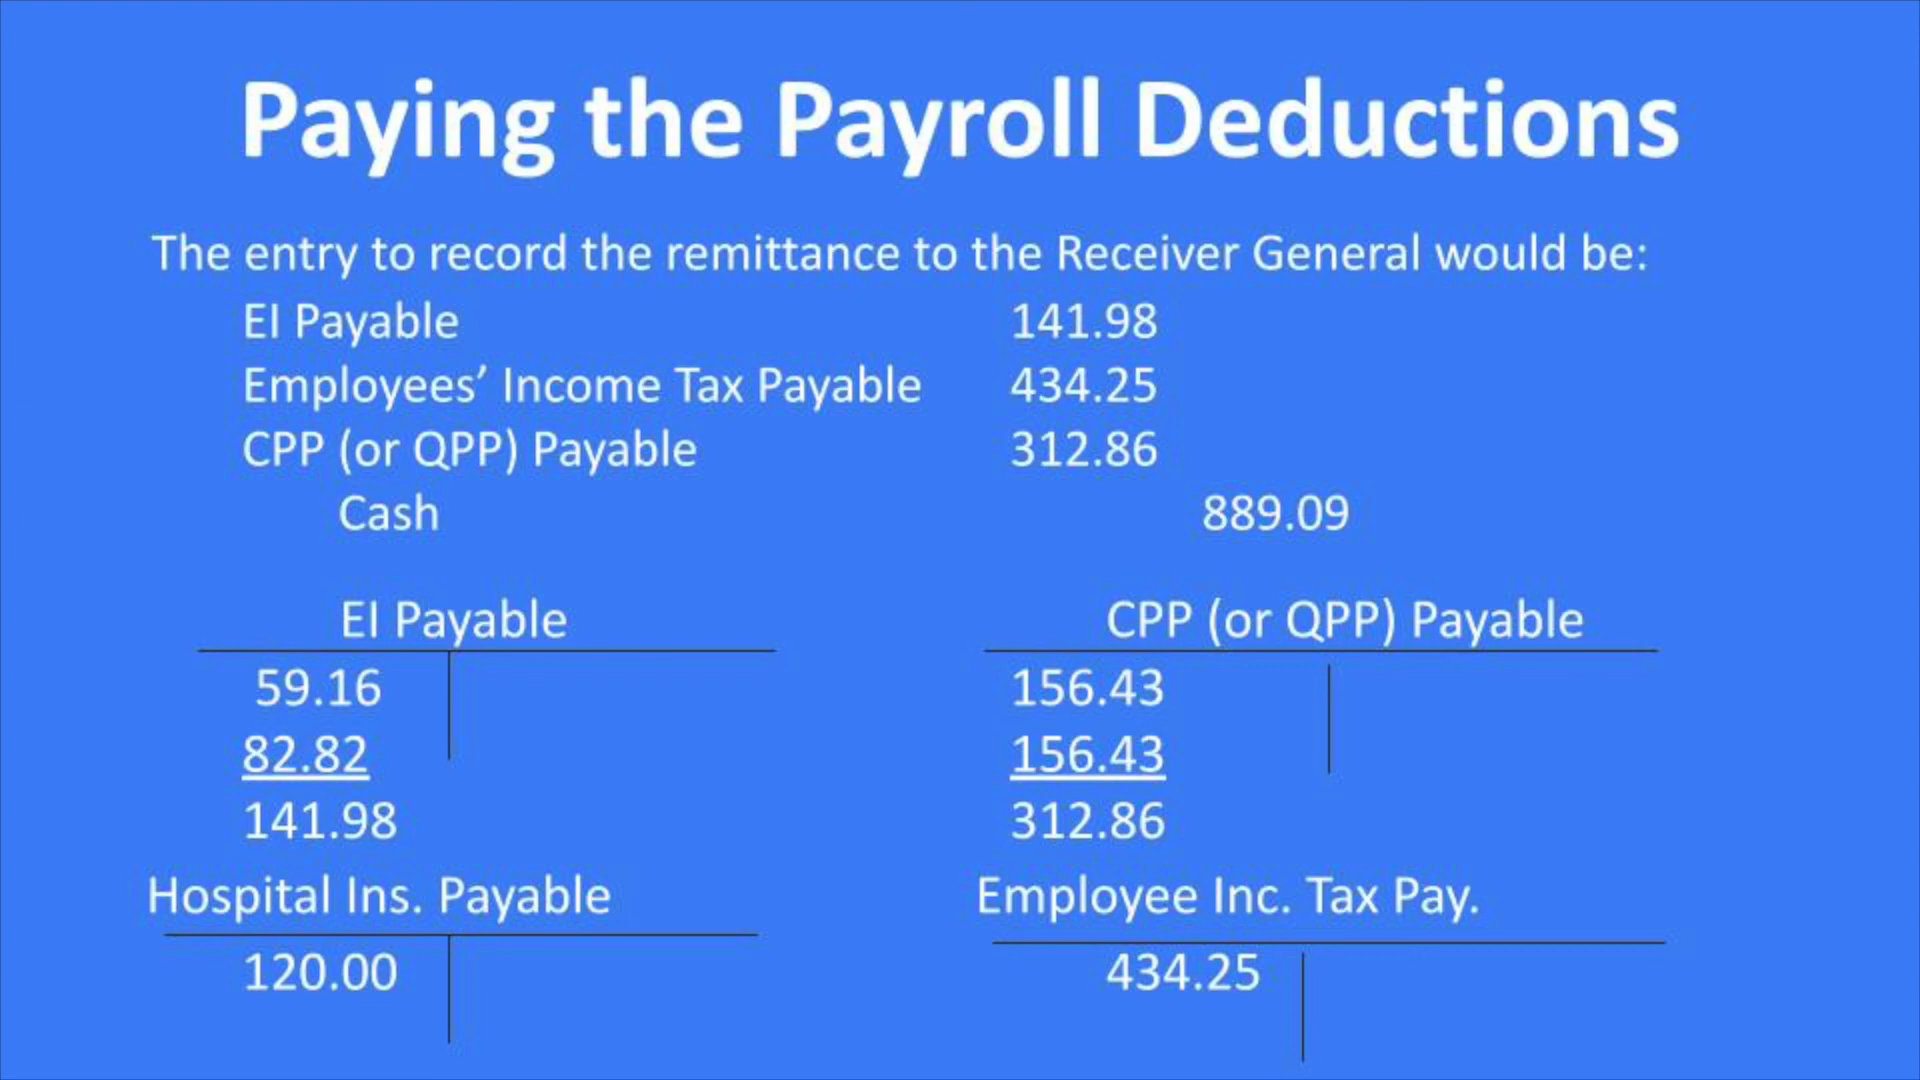 Paying the Payroll Deductions
The entry to record the remittance to the Receiver General would be:
EI Payable 141.98
Employees’ Income Tax Payable 434.25
CPP (or QPP) Payable 312.86
Cash 889.09
EI Payable CPP (or QPP) Payable
59.16 156.43
82.82 156.43
141.98 312.86
Hospital Ins. Payable Employee Inc. Tax Pay.
120.00 434.25